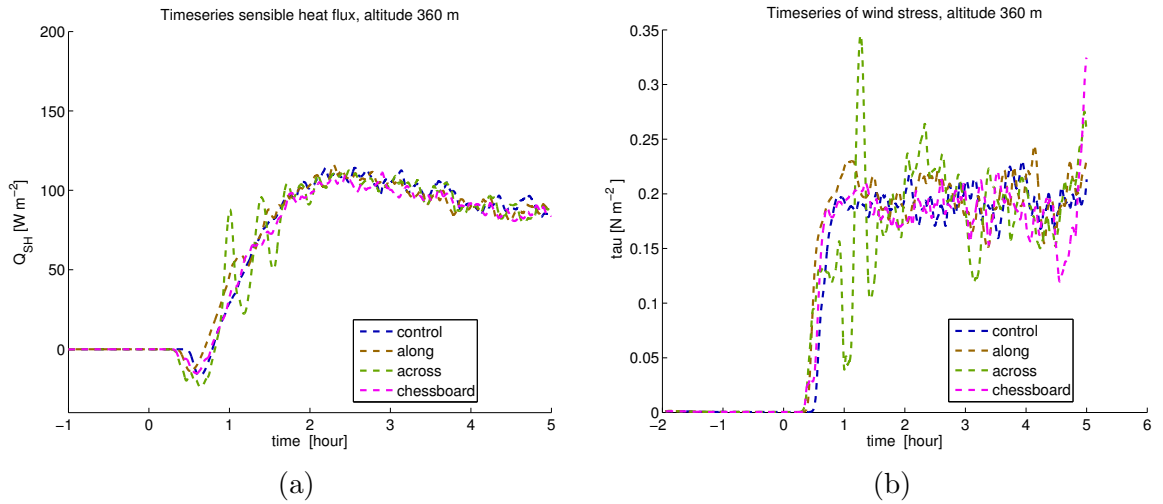 Timeseries sensible heat flux, altitude 360 m
200
150
100
50
0
Q_SH [W m⁻²]
−1
0
1
2
3
4
5
time [hour]
control
along
across
chessboard
(a)
Timeseries of wind stress, altitude 360 m
0.35
0.3
0.25
0.2
0.15
0.1
0.05
0
tau [N m⁻²]
−2
−1
0
1
2
3
4
5
6
time [hour]
control
along
across
chessboard
(b)